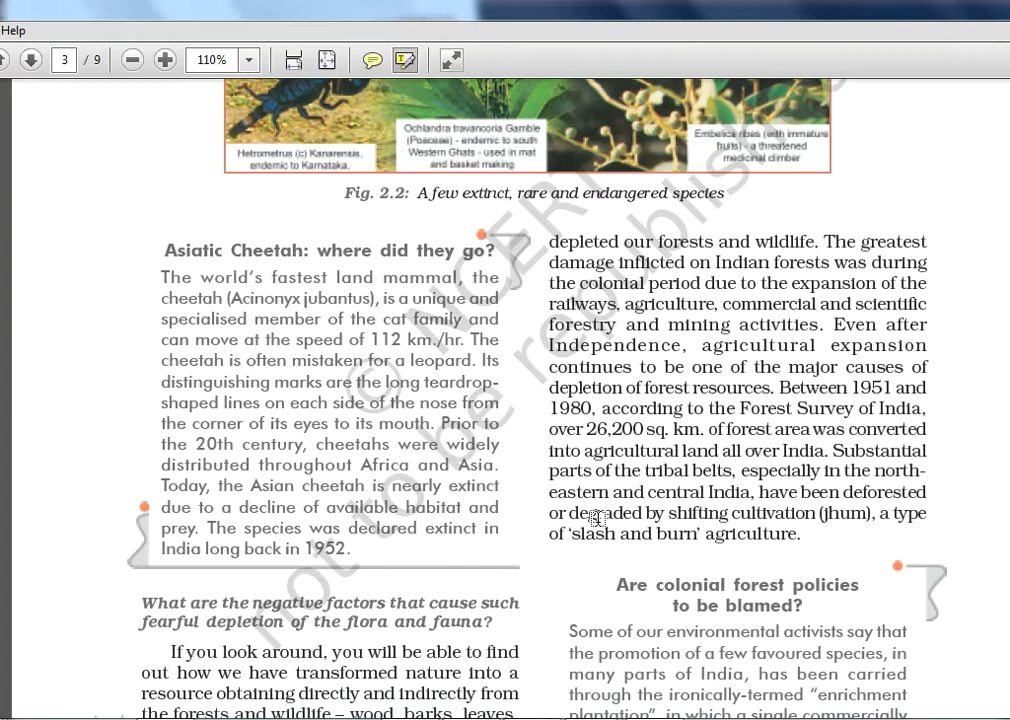 Help
3 / 9
110%
Hetrometrus (c) Kanarensis,
endemic to Karnataka.
Ochlandra travancoria Gamble
(Poaceae) - endemic to south
Western Ghats - used in mat
and basket making
Embelica ribes (with immature
fruits) - a threatened
medicinal climber
Fig. 2.2: A few extinct, rare and endangered species
Asiatic Cheetah: where did they go?
The world's fastest land mammal, the
cheetah (Acinonyx jubantus), is a unique and
specialised member of the cat family and
can move at the speed of 112 km./hr. The
cheetah is often mistaken for a leopard. Its
distinguishing marks are the long teardrop-
shaped lines on each side of the nose from
the corner of its eyes to its mouth. Prior to
the 20th century, cheetahs were widely
distributed throughout Africa and Asia.
Today, the Asian cheetah is nearly extinct
due to a decline of available habitat and
prey. The species was declared extinct in
India long back in 1952.
What are the negative factors that cause such
fearful depletion of the flora and fauna?
If you look around, you will be able to find
out how we have transformed nature into a
resource obtaining directly and indirectly from
the forests and wildlife – wood, barks, leaves,
depleted our forests and wildlife. The greatest
damage inflicted on Indian forests was during
the colonial period due to the expansion of the
railways, agriculture, commercial and scientific
forestry and mining activities. Even after
Independence, agricultural expansion
continues to be one of the major causes of
depletion of forest resources. Between 1951 and
1980, according to the Forest Survey of India,
over 26,200 sq. km. of forest area was converted
into agricultural land all over India. Substantial
parts of the tribal belts, especially in the north-
eastern and central India, have been deforested
or degraded by shifting cultivation (jhum), a type
of 'slash and burn' agriculture.
Are colonial forest policies
to be blamed?
Some of our environmental activists say that
the promotion of a few favoured species, in
many parts of India, has been carried
through the ironically-termed "enrichment
plantation", in which a single commercially
© NCERT
not to be republished